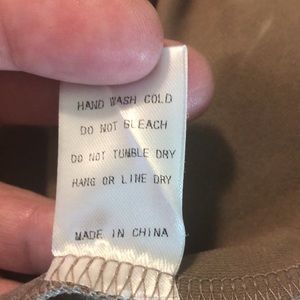 HAND WASH COLD
DO NOT BLEACH
DO NOT TUMBLE DRY
HANG OR LINE DRY
MADE IN CHINA